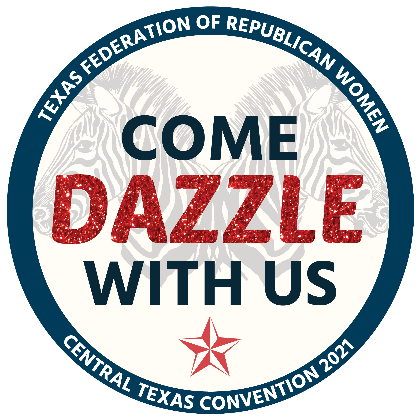 TEXAS FEDERATION OF REPUBLICAN WOMEN
COME
DAZZLE
WITH US
CENTRAL TEXAS CONVENTION 2021